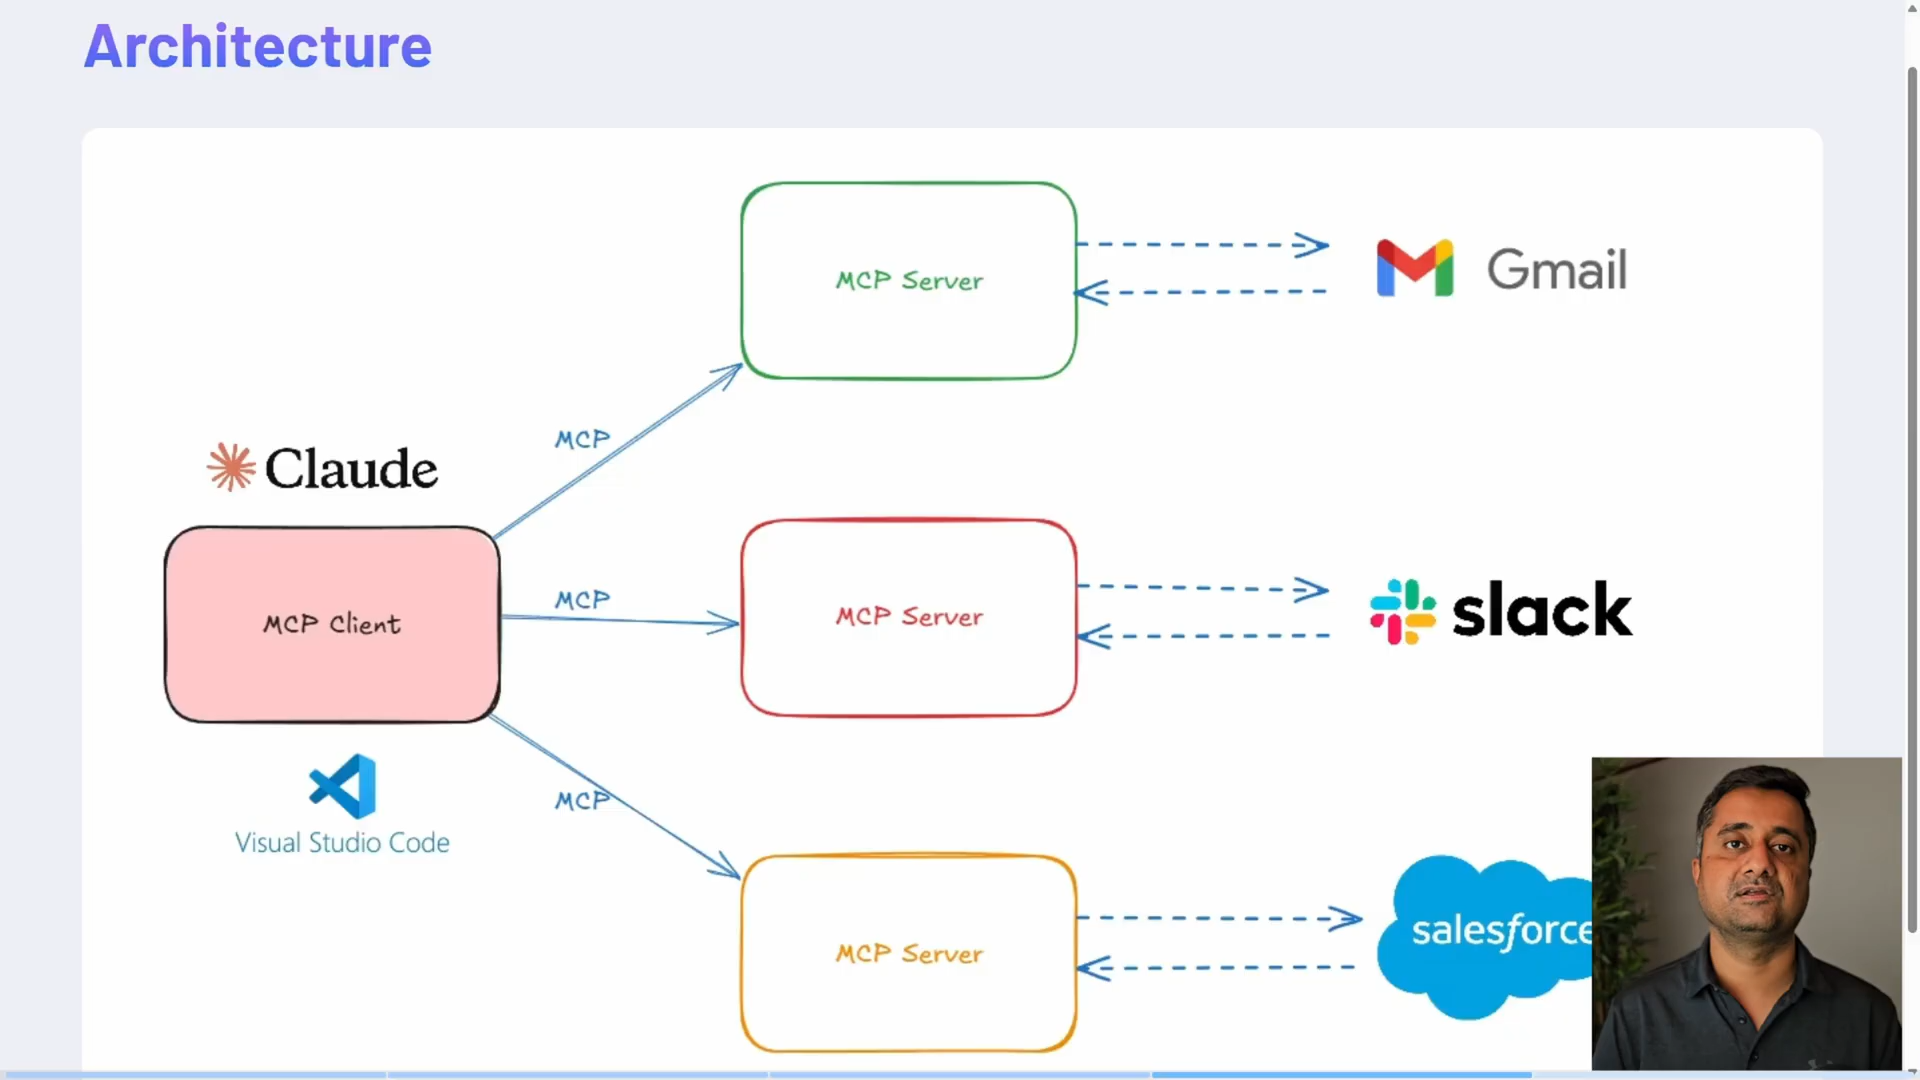 Architecture
MCP Server
Gmail
MCP
Claude
MCP Client
MCP
MCP Server
slack
Visual Studio Code
MCP
MCP Server
salesforce